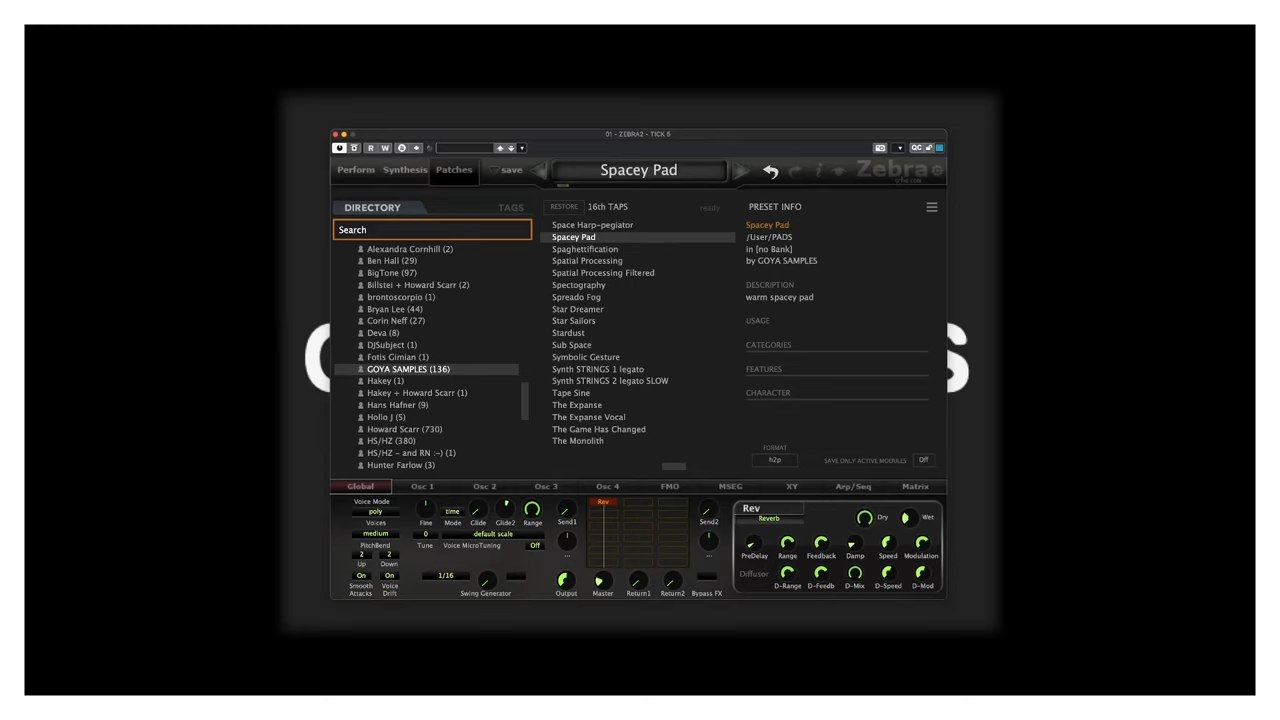 01 - ZEBRA2 - TICK 5
R W
QC
Perform Synthesis Patches save Spacey Pad Zebra
DIRECTORY TAGS
Search
Alexandra Cornhill (2)
Ben Hall (29)
BigTone (97)
Billstei + Howard Scarr (2)
brontoscorpio (1)
Bryan Lee (44)
Corin Neff (27)
Deva (8)
DJSubject (1)
Fotis Gimian (1)
GOYA SAMPLES (136)
Hakey (1)
Hakey + Howard Scarr (1)
Hans Hafner (9)
Hollo J (5)
Howard Scarr (730)
HS/HZ (380)
HS/HZ - and RN :-) (1)
Hunter Farlow (3)
RESTORE 16th TAPS ready
Space Harp-pegiator
Spacey Pad
Spaghettification
Spatial Processing
Spatial Processing Filtered
Spectography
Spreado Fog
Star Dreamer
Star Sailors
Stardust
Sub Space
Symbolic Gesture
Synth STRINGS 1 legato
Synth STRINGS 2 legato SLOW
Tape Sine
The Expanse
The Expanse Vocal
The Game Has Changed
The Monolith
PRESET INFO
Spacey Pad
/User/PADS
in [no Bank]
by GOYA SAMPLES
DESCRIPTION
warm spacey pad
USAGE
CATEGORIES
FEATURES
CHARACTER
FORMAT
h2p SAVE ONLY ACTIVE MODULES Off
Global Osc 1 Osc 2 Osc 3 Osc 4 FMO MSEG XY Arp/Seq Matrix
Voice Mode
poly
Voices
medium
PitchBend
2 2
Up Down
On On
Smooth Attacks Voice Drift
time
Fine Mode Glide Glide2 Range
0 default scale
Tune Voice MicroTuning Off
1/16
Swing Generator
Send1
...
Output Master Return1 Return2 Bypass FX
Rev
Send2
...
Rev
Reverb
Dry Wet
PreDelay Range Feedback Damp Speed Modulation
Diffusor
D-Range D-Feedb D-Mix D-Speed D-Mod